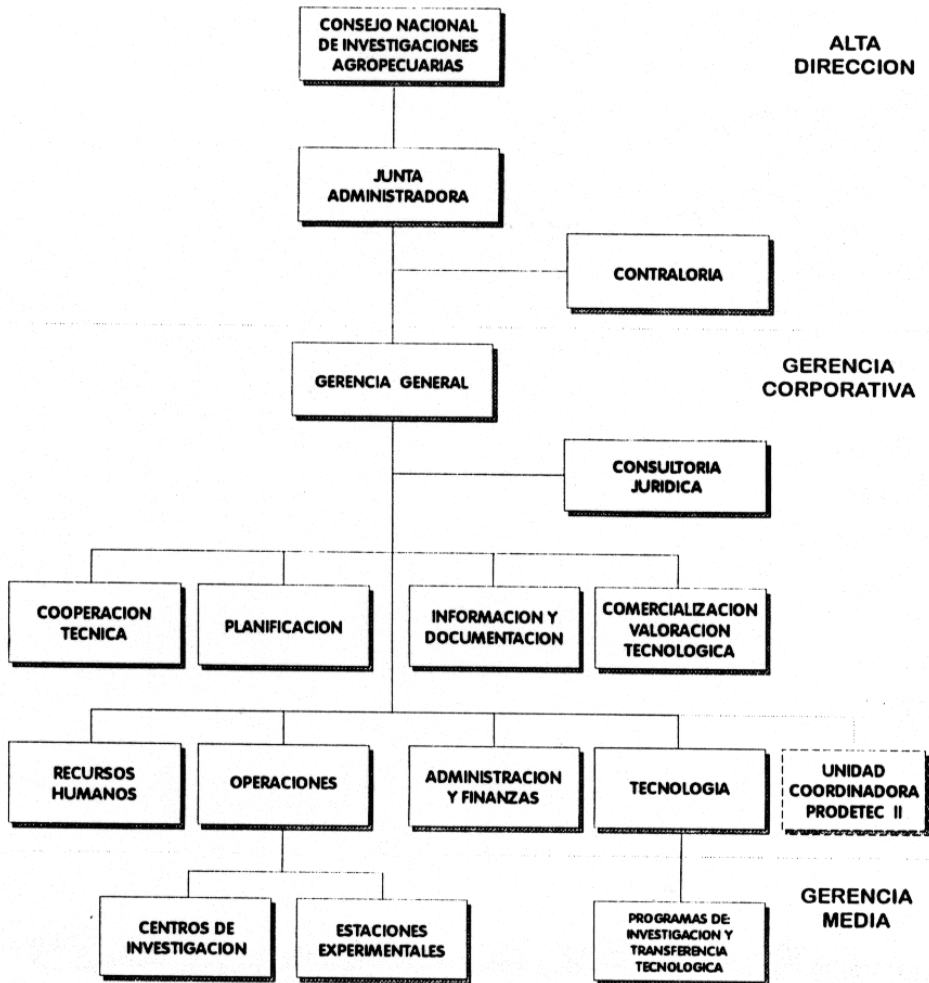 CONSEJO NACIONAL
DE INVESTIGACIONES
AGROPECUARIAS
ALTA
DIRECCION
JUNTA
ADMINISTRADORA
CONTRALORIA
GERENCIA GENERAL
GERENCIA
CORPORATIVA
CONSULTORIA
JURIDICA
COOPERACION
TECNICA
PLANIFICACION
INFORMACION Y
DOCUMENTACION
COMERCIALIZACION
VALORACION
TECNOLOGICA
RECURSOS
HUMANOS
OPERACIONES
ADMINISTRACION
Y FINANZAS
TECNOLOGIA
UNIDAD
COORDINADORA
PRODETEC II
GERENCIA
MEDIA
CENTROS DE
INVESTIGACION
ESTACIONES
EXPERIMENTALES
PROGRAMAS DE:
INVESTIGACION Y
TRANSFERENCIA
TECNOLOGICA